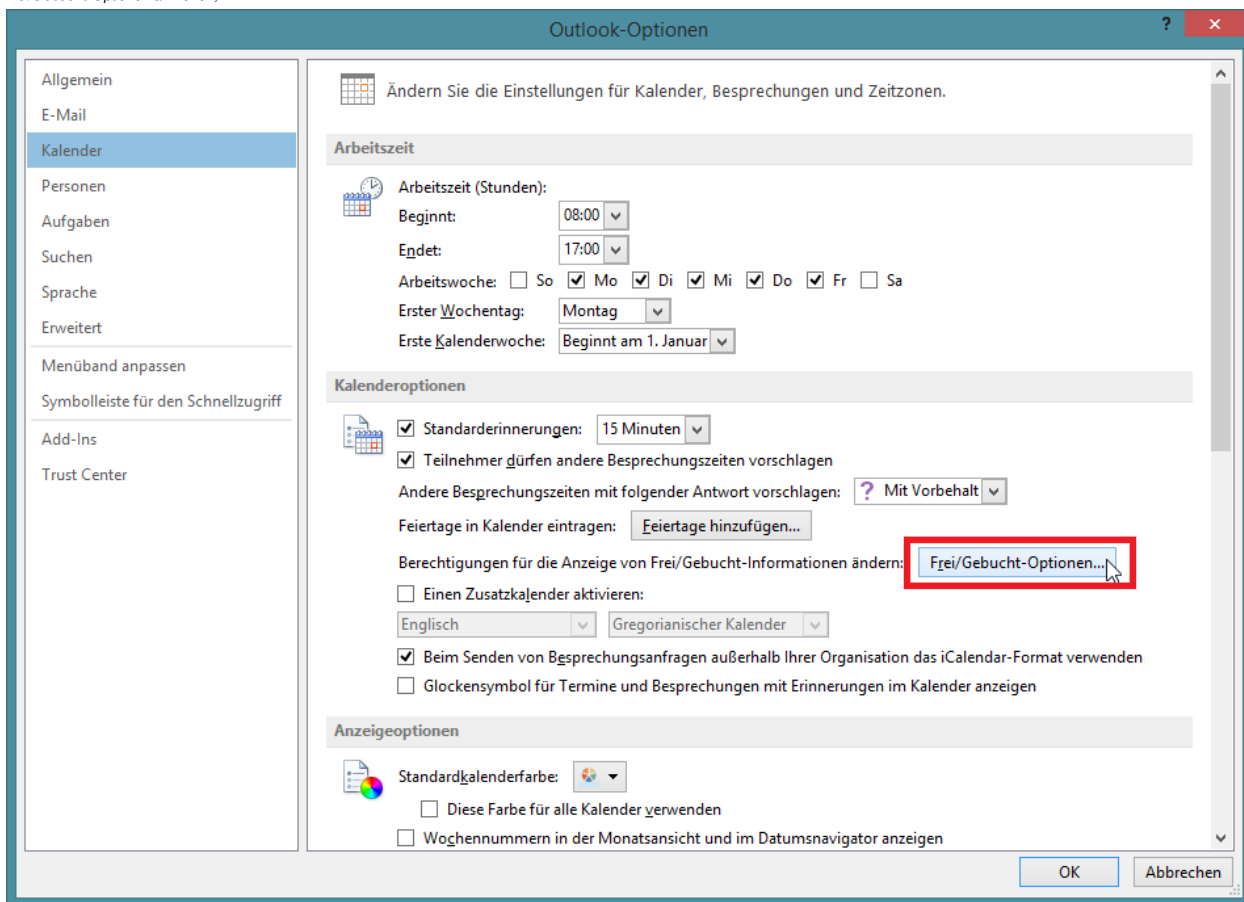 Outlook-Optionen
?
Allgemein
E-Mail
Kalender
Personen
Aufgaben
Suchen
Sprache
Erweitert
Menüband anpassen
Symbolleiste für den Schnellzugriff
Add-Ins
Trust Center
Ändern Sie die Einstellungen für Kalender, Besprechungen und Zeitzonen.
Arbeitszeit
Arbeitszeit (Stunden):
Beginnt: 08:00
Endet: 17:00
Arbeitswoche: So Mo Di Mi Do Fr Sa
Erster Wochentag: Montag
Erste Kalenderwoche: Beginnt am 1. Januar
Kalenderoptionen
Standarderinnerungen: 15 Minuten
Teilnehmer dürfen andere Besprechungszeiten vorschlagen
Andere Besprechungszeiten mit folgender Antwort vorschlagen: ? Mit Vorbehalt
Feiertage in Kalender eintragen: Feiertage hinzufügen...
Berechtigungen für die Anzeige von Frei/Gebucht-Informationen ändern: Frei/Gebucht-Optionen...
Einen Zusatzkalender aktivieren:
Englisch Gregorianischer Kalender
Beim Senden von Besprechungsanfragen außerhalb Ihrer Organisation das iCalendar-Format verwenden
Glockensymbol für Termine und Besprechungen mit Erinnerungen im Kalender anzeigen
Anzeigeoptionen
Standardkalenderfarbe:
Diese Farbe für alle Kalender verwenden
Wochennummern in der Monatsansicht und im Datumsnavigator anzeigen
OK Abbrechen